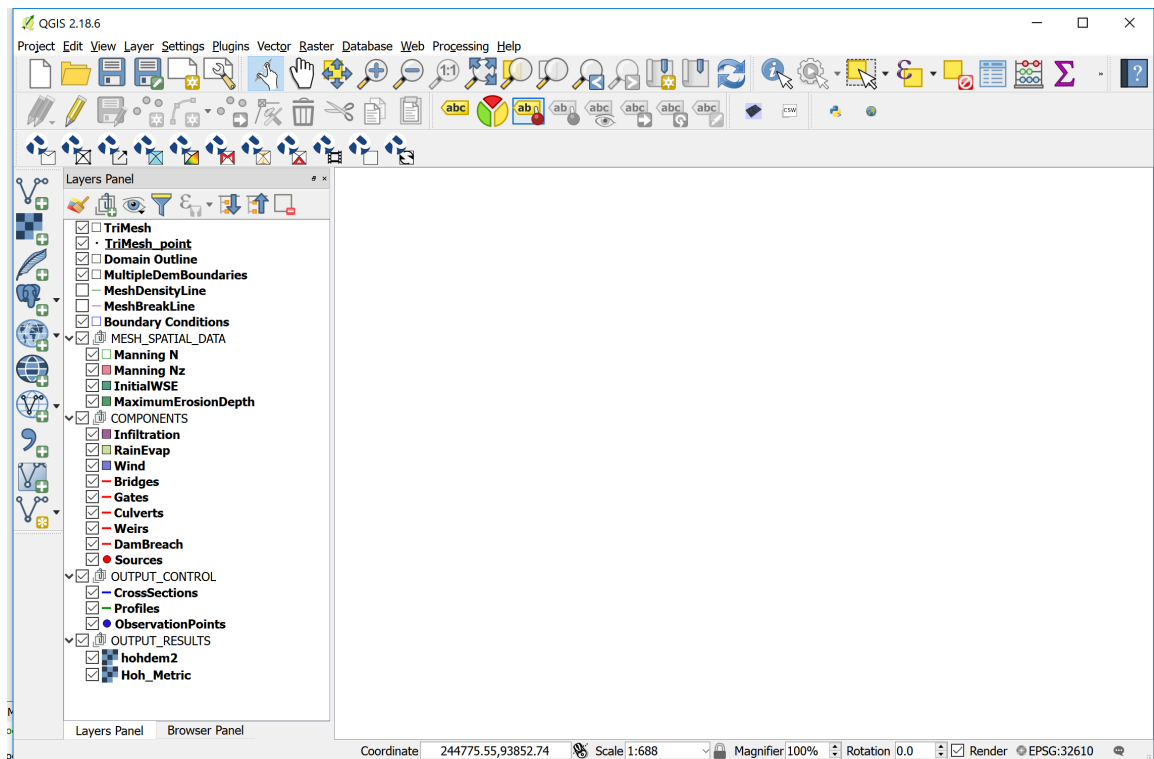 QGIS 2.18.6
Project Edit View Layer Settings Plugins Vector Raster Database Web Processing Help
1:1
abc abc abc abc abc abc abc CSW
Layers Panel
TriMesh
TriMesh_point
Domain Outline
MultipleDemBoundaries
MeshDensityLine
MeshBreakLine
Boundary Conditions
MESH_SPATIAL_DATA
Manning N
Manning Nz
InitialWSE
MaximumErosionDepth
COMPONENTS
Infiltration
RainEvap
Wind
Bridges
Gates
Culverts
Weirs
DamBreach
Sources
OUTPUT_CONTROL
CrossSections
Profiles
ObservationPoints
OUTPUT_RESULTS
hohdem2
Hoh_Metric
Layers Panel Browser Panel
Coordinate 244775.55,93852.74 Scale 1:688 Magnifier 100% Rotation 0.0 Render EPSG:32610